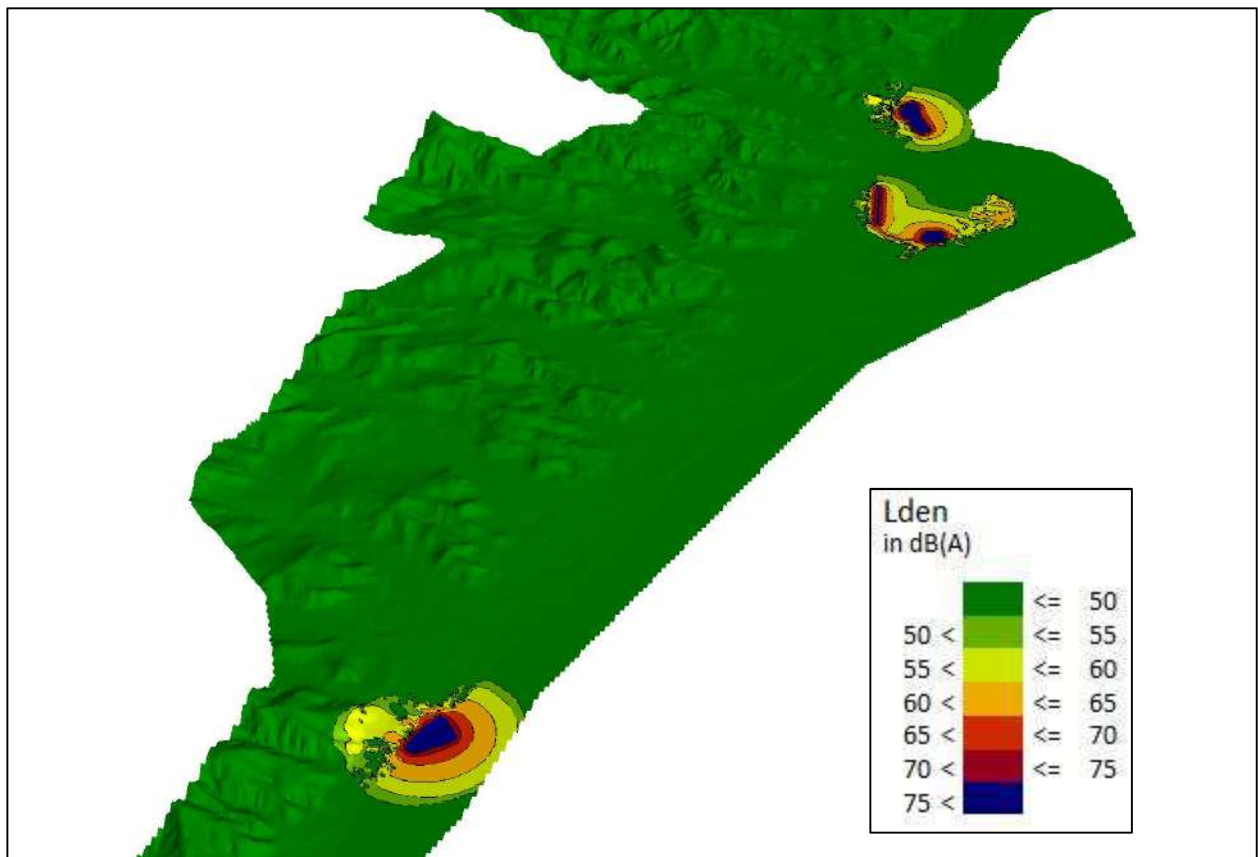 Lden
in dB(A)
<= 50
50 < <= 55
55 < <= 60
60 < <= 65
65 < <= 70
70 < <= 75
75 <